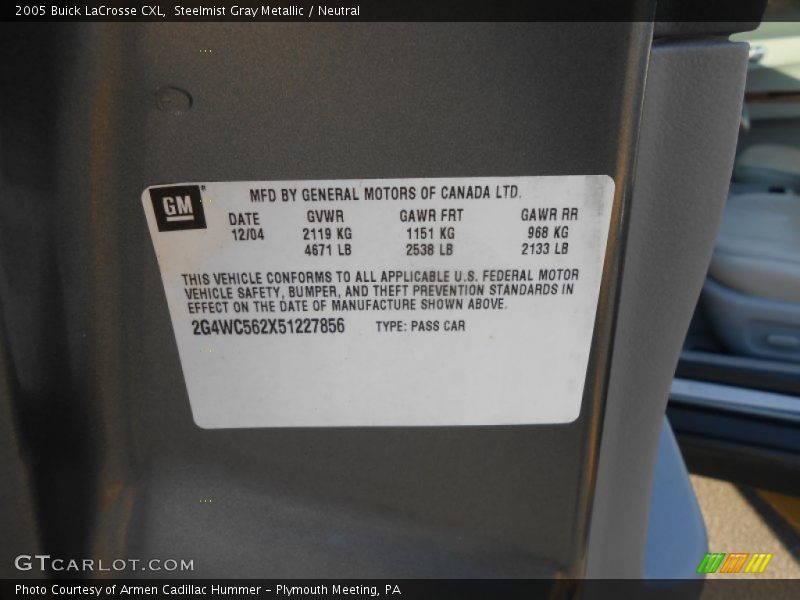 2005 Buick LaCrosse CXL, Steelmist Gray Metallic / Neutral
GM
MFD BY GENERAL MOTORS OF CANADA LTD.
DATE GVWR GAWR FRT GAWR RR
12/04 2119 KG 1151 KG 968 KG
4671 LB 2538 LB 2133 LB
THIS VEHICLE CONFORMS TO ALL APPLICABLE U.S. FEDERAL MOTOR
VEHICLE SAFETY, BUMPER, AND THEFT PREVENTION STANDARDS IN
EFFECT ON THE DATE OF MANUFACTURE SHOWN ABOVE.
2G4WC562X51227856 TYPE: PASS CAR
GTCARLOT.COM
Photo Courtesy of Armen Cadillac Hummer - Plymouth Meeting, PA